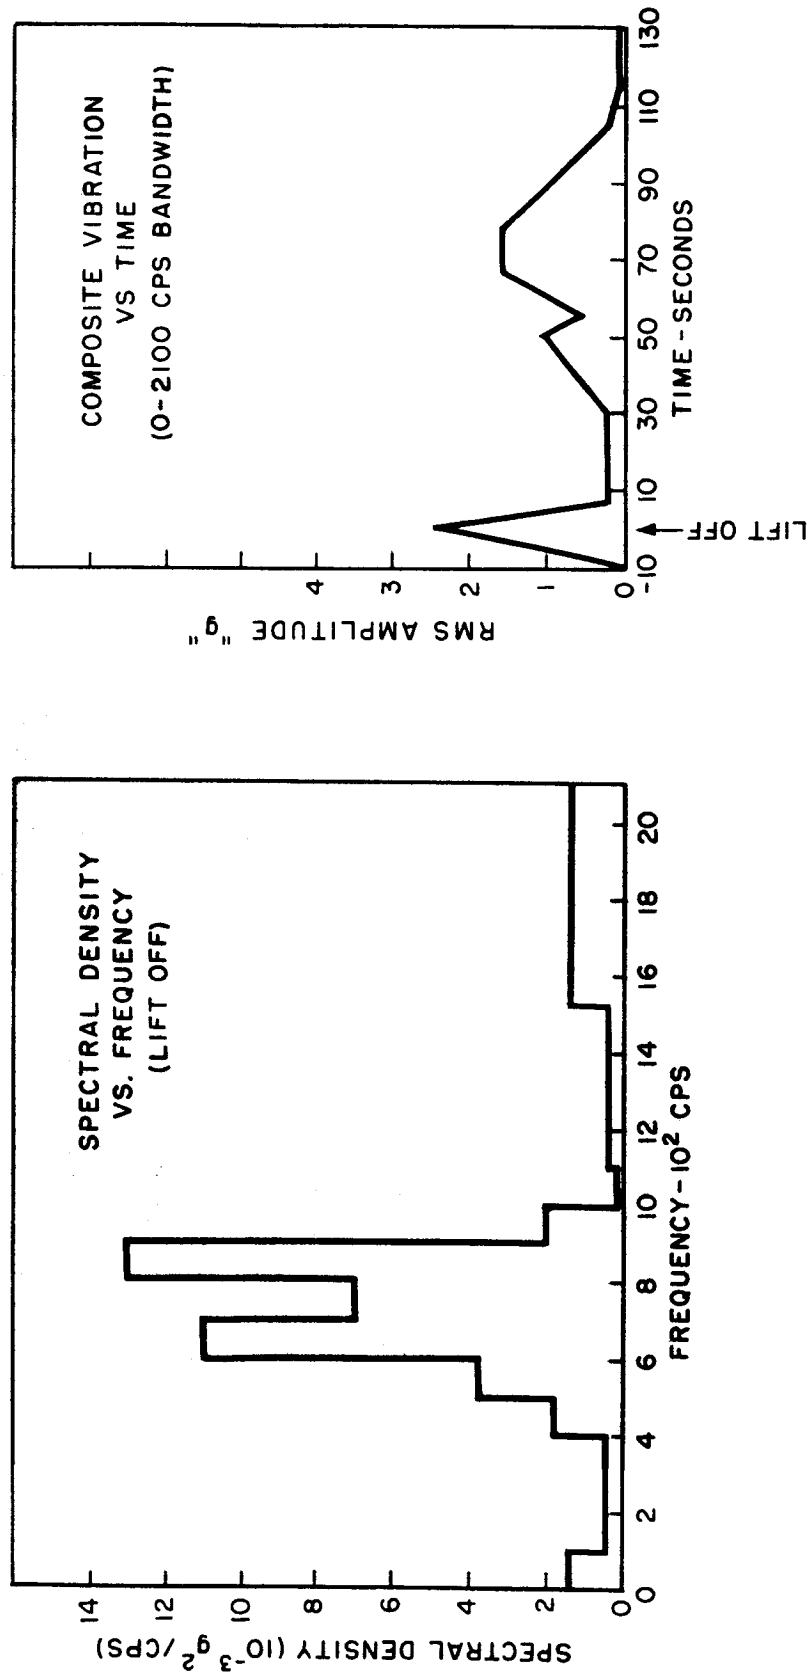 SPECTRAL DENSITY
VS. FREQUENCY
(LIFT OFF)
SPECTRAL DENSITY (10⁻³ g²/CPS)
14
12
10
8
6
4
2
0
0 2 4 6 8 10 12 14 16 18 20
FREQUENCY-10² CPS
COMPOSITE VIBRATION
VS TIME
(0-2100 CPS BANDWIDTH)
RMS AMPLITUDE "g"
4
3
2
1
0
-10 10 30 50 70 90 110 130
TIME-SECONDS
LIFT OFF